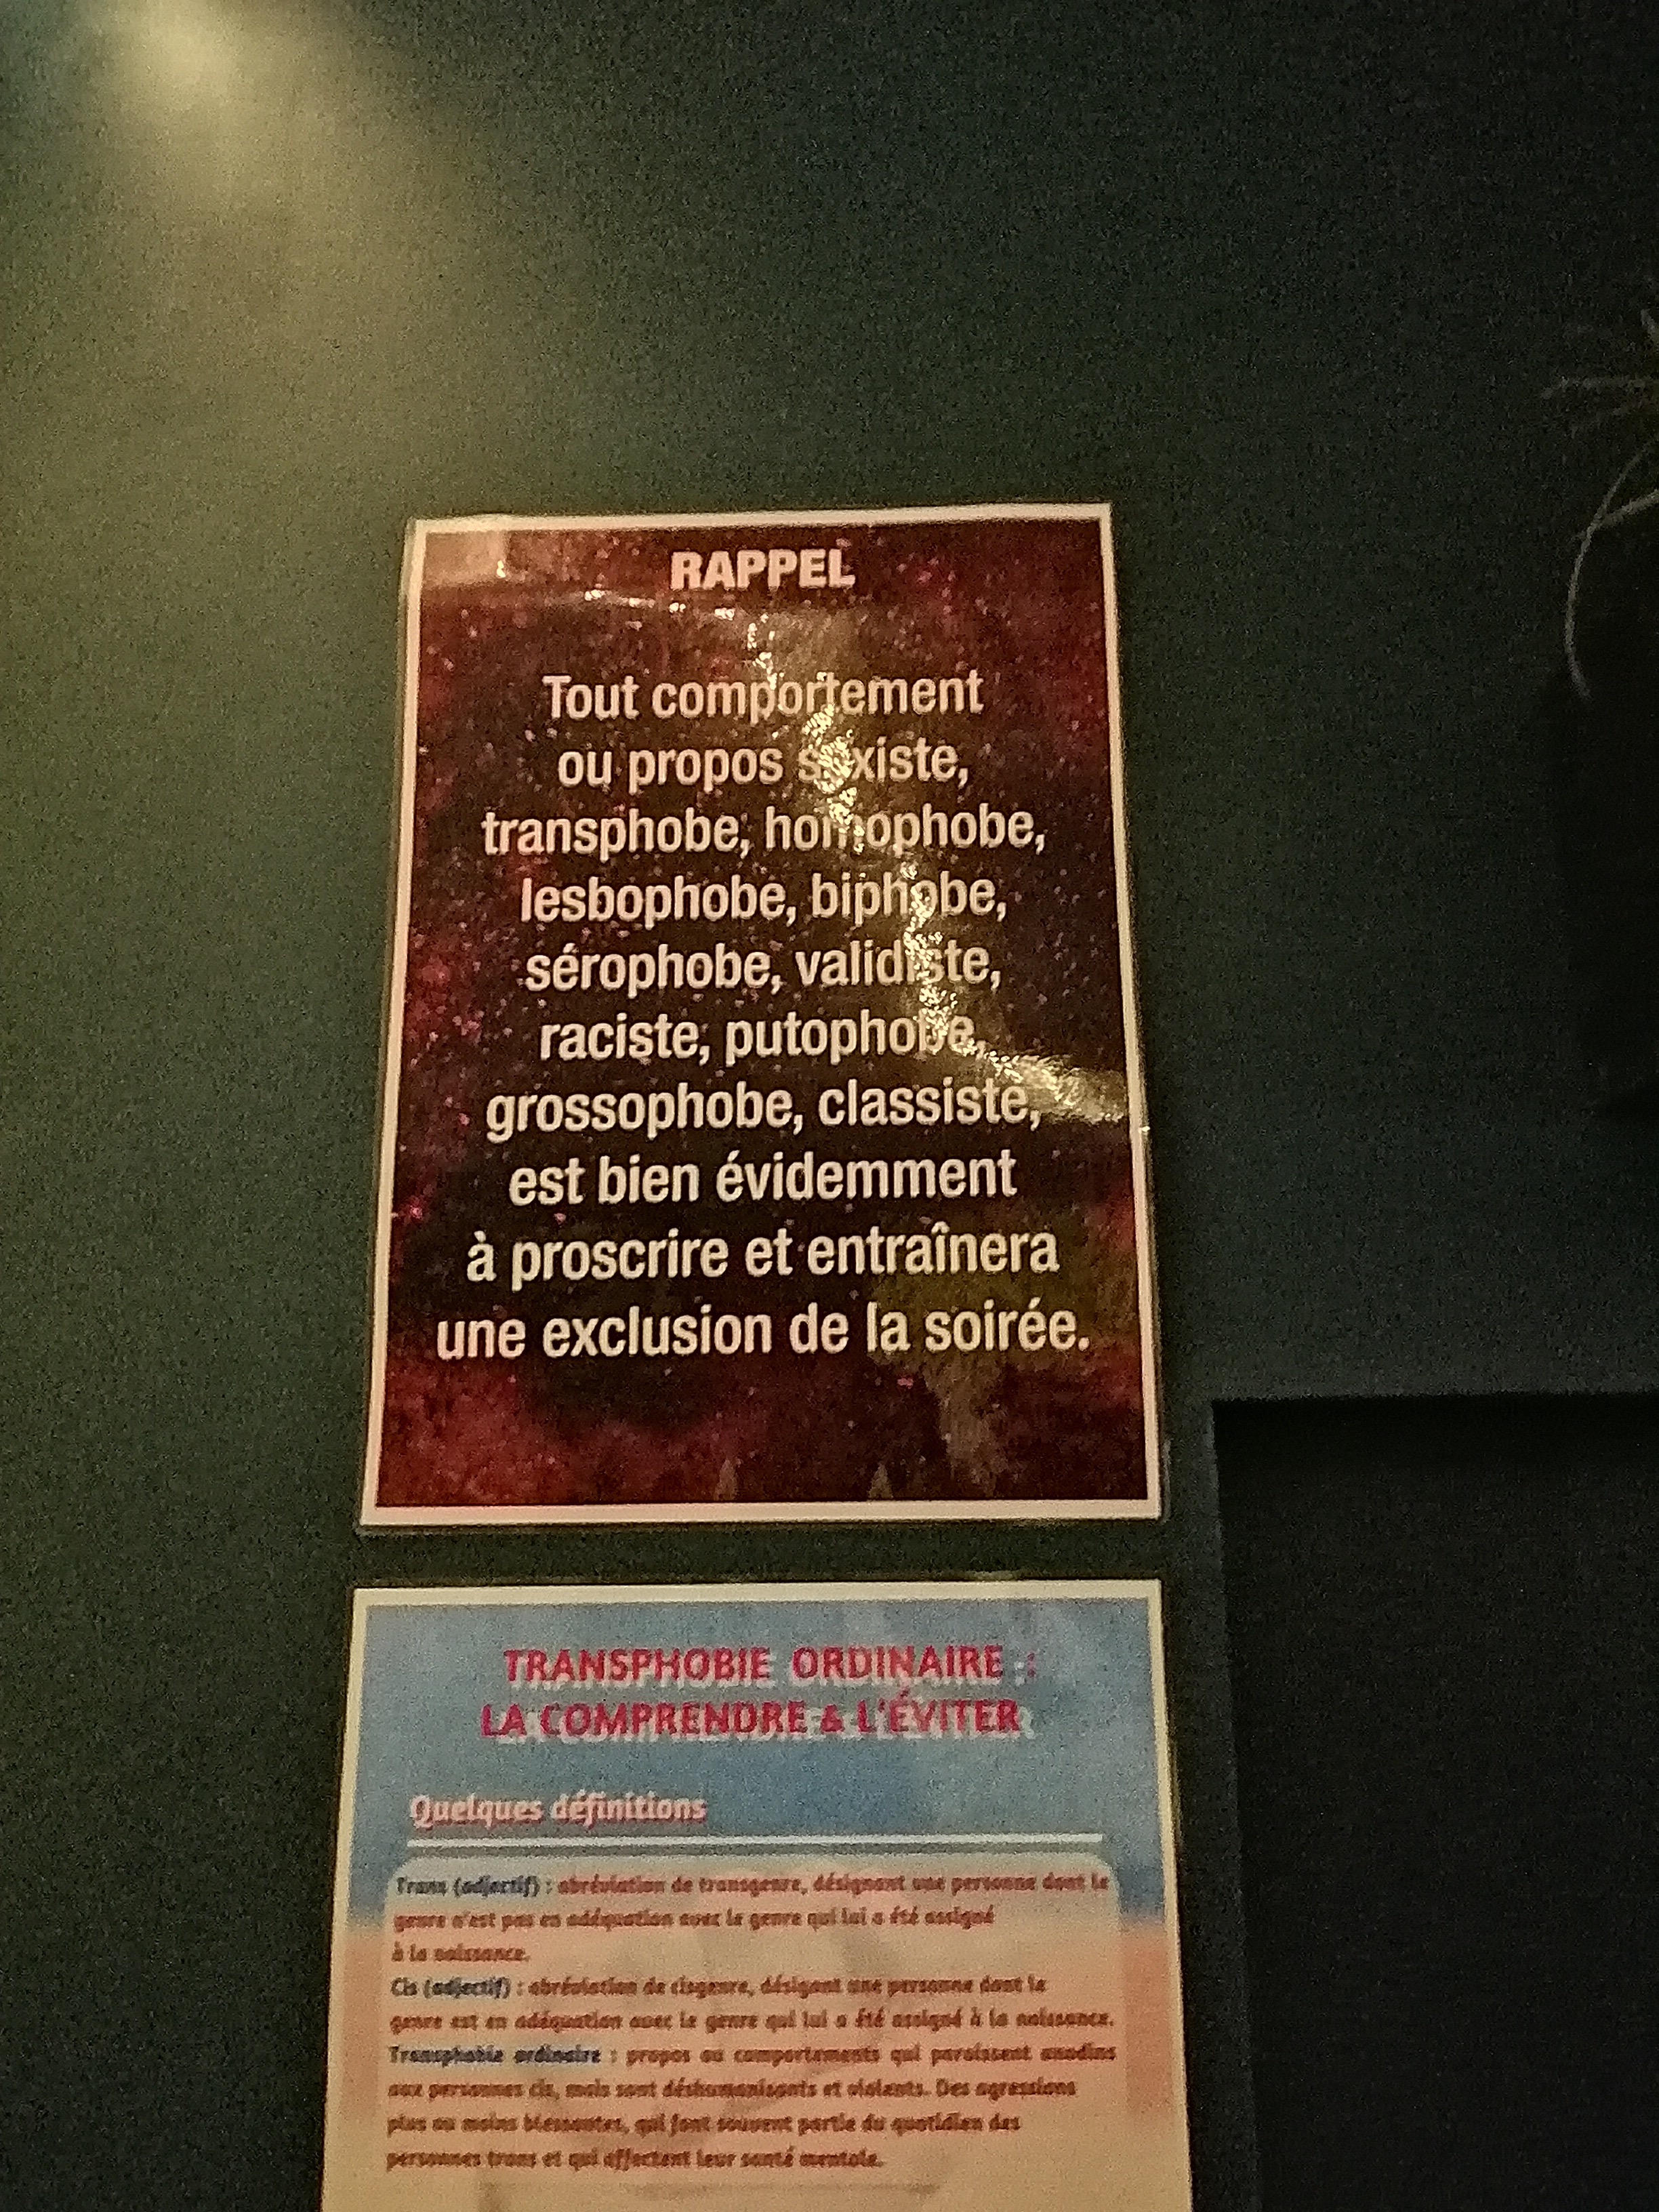 RAPPEL
Tout comportement
ou propos sexiste,
transphobe, homophobe,
lesbophobe, biphobe,
sérophobe, validiste,
raciste, putophobe,
grossophobe, classiste,
est bien évidemment
à proscrire et entraînera
une exclusion de la soirée.
TRANSPHOBIE ORDINAIRE :
LA COMPRENDRE & L'ÉVITER
Quelques définitions
Trans (adjectif) : abréviation de transgenre, désignant une personne dont le
genre n'est pas en adéquation avec le genre qui lui a été assigné
à la naissance.
Cis (adjectif) : abréviation de cisgenre, désigant une personne dont le
genre est en adéquation avec le genre qui lui a été assigné à la naissance.
Transphobie ordinaire : propos ou comportements qui paraissent anodins
aux personnes cis, mais sont déshumanisants et violents. Des agressions
plus ou moins blessantes, qui font souvent partie du quotidien des
personnes trans et qui affectent leur santé mentale.